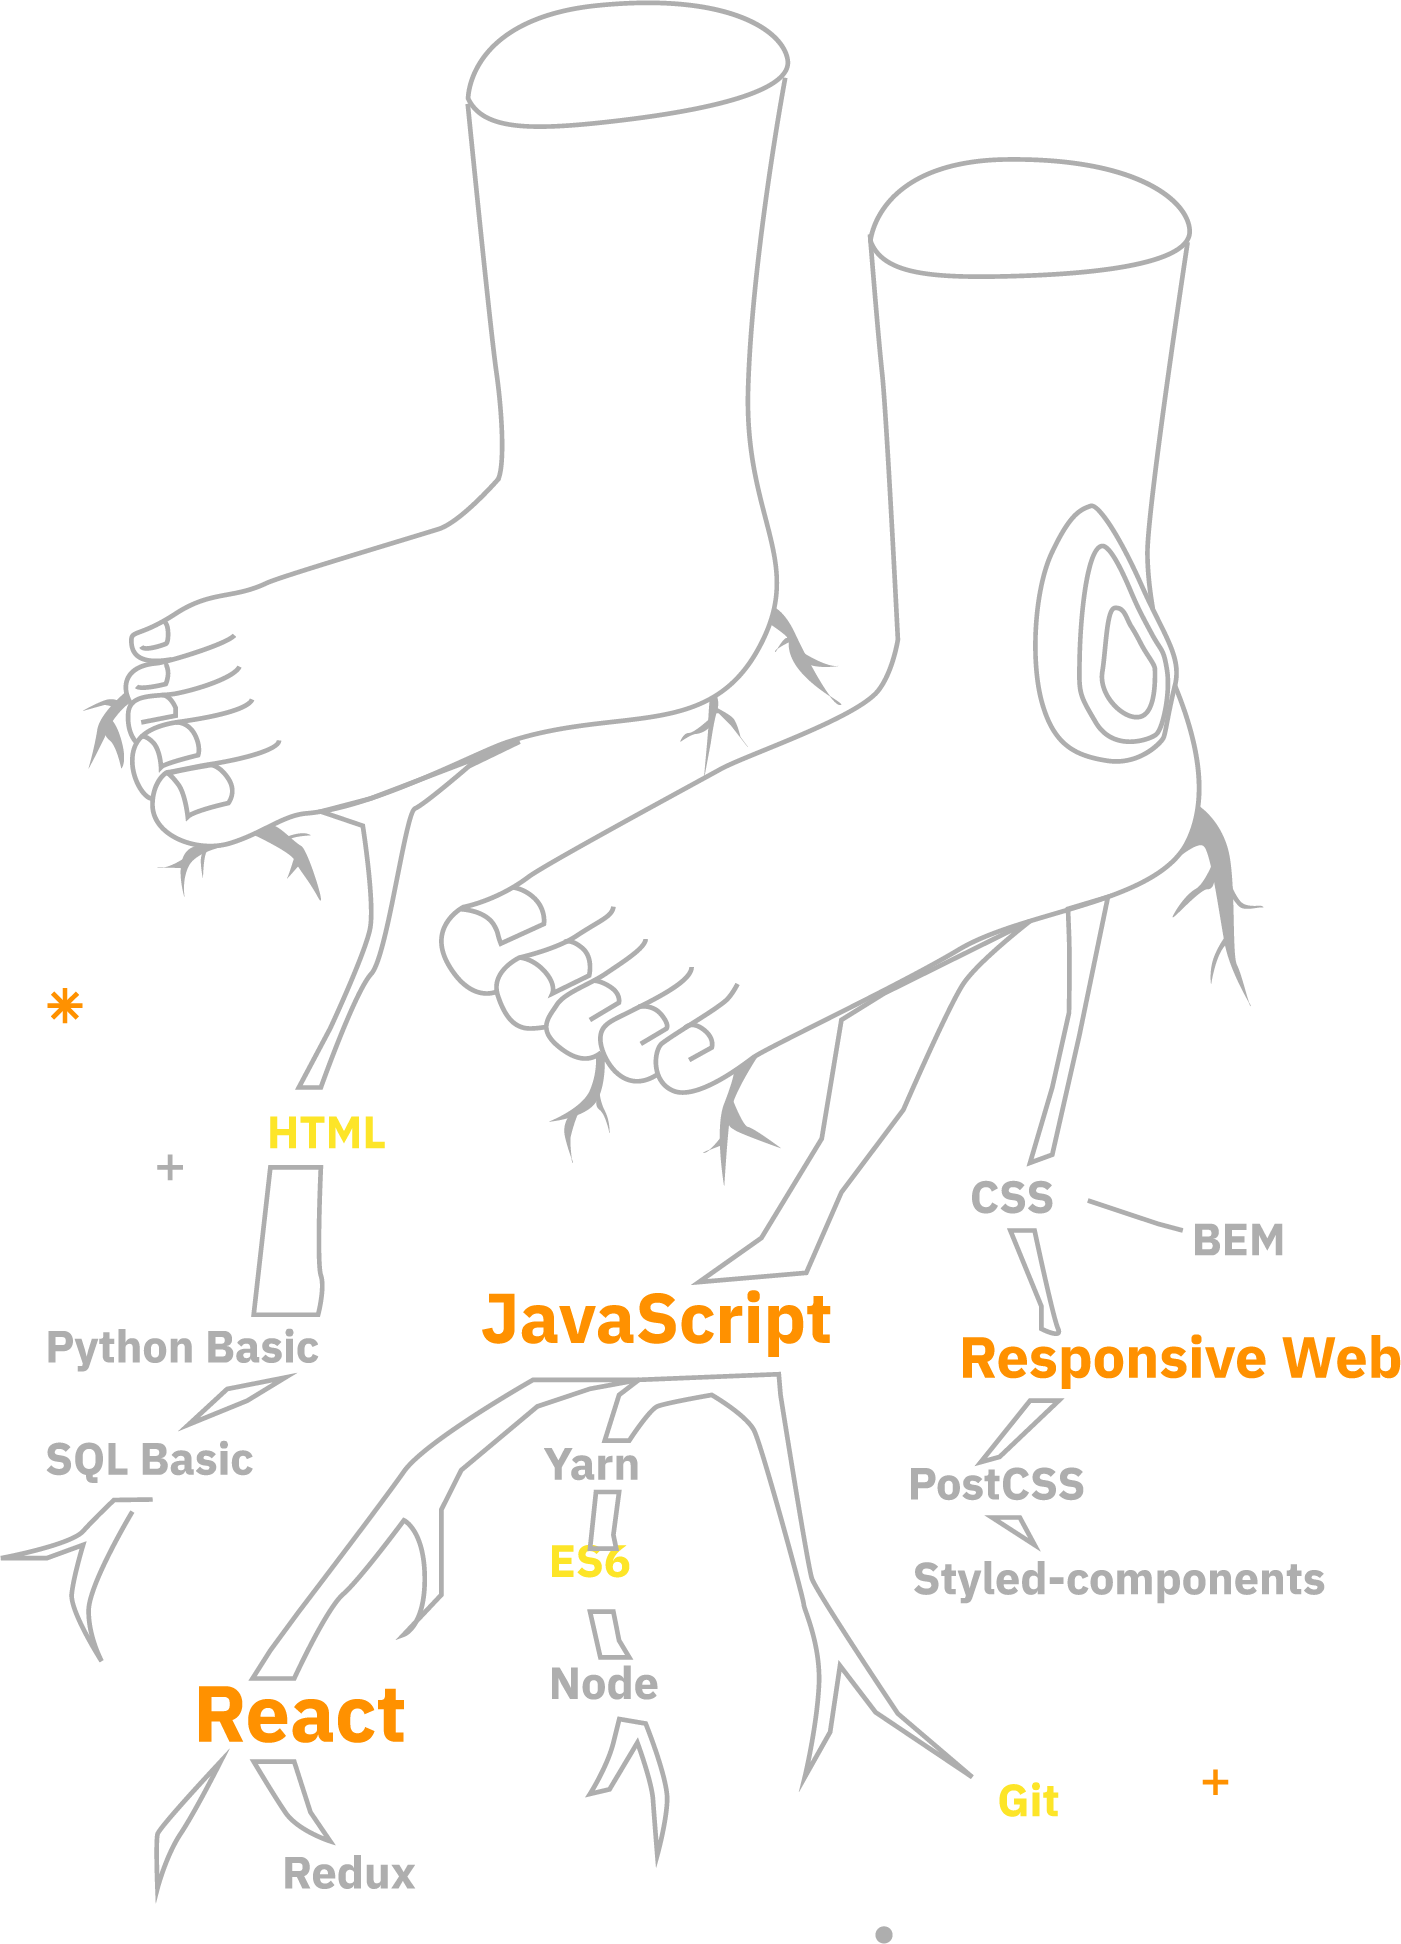 HTML
CSS
BEM
JavaScript
Python Basic
Responsive Web
SQL Basic
Yarn
PostCSS
ES6
Styled-components
Node
React
Git
Redux